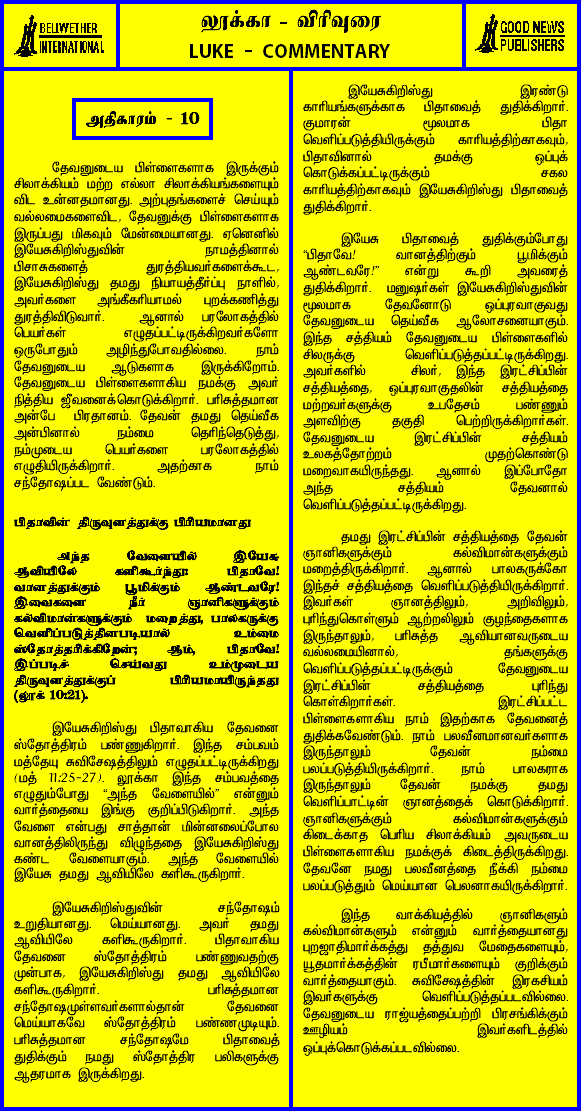 BELWETHER
INTERNATIONAL
லூக்கா - விரிவுரை
LUKE - COMMENTARY
GOOD NEWS
PUBLISHERS
அதிகாரம் - 10
தேவனுடைய பிள்ளைகளாக இருக்கும்
சிலாக்கியம் மற்ற எல்லா சிலாக்கியங்களையும்
விட உன்னதமானது. அற்புதங்களைச் செய்யும்
வல்லமைகளைவிட, தேவனுக்கு பிள்ளைகளாக
இருப்பது மிகவும் மேன்மையானது. ஏனெனில்
இயேசுகிறிஸ்துவின் நாமத்தினால்
பிசாசுகளைத் துரத்தியவர்களைக்கூட,
இயேசுகிறிஸ்து தமது நியாயத்தீர்ப்பு நாளில்,
அவர்களை அங்கீகரியாமல் புறக்கணித்து
துரத்திவிடுவார். ஆனால் பரலோகத்தில்
பெயர்கள் எழுதப்பட்டிருக்கிறவர்களோ
ஒருபோதும் அழிந்துபோவதில்லை. நாம்
தேவனுடைய ஆடுகளாக இருக்கிறோம்.
தேவனுடைய பிள்ளைகளாகிய நமக்கு அவர்
நித்திய ஜீவனைக்கொடுக்கிறார். பரிசுத்தமான
அன்பே பிரதானம். தேவன் தமது தெய்வீக
அன்பினால் நம்மை தெரிந்தெடுத்து,
நம்முடைய பெயர்களை பரலோகத்தில்
எழுதியிருக்கிறார். அதற்காக நாம்
சந்தோஷப்பட வேண்டும்.
பிதாவின் திருவுளத்துக்கு பிரியமானது
அந்த வேளையில் இயேசு
ஆவியிலே களிகூர்ந்து: பிதாவே!
வானத்துக்கும் பூமிக்கும் ஆண்டவரே!
இவைகளை நீர் ஞானிகளுக்கும்
கல்விமான்களுக்கும் மறைத்து, பாலகருக்கு
வெளிப்படுத்தினபடியால் உம்மை
ஸ்தோத்தரிக்கிறேன்; ஆம், பிதாவே!
இப்படிச் செய்வது உம்முடைய
திருவுளத்துக்குப் பிரியமாயிருந்தது
(லூக் 10:21).
இயேசுகிறிஸ்து பிதாவாகிய தேவனை
ஸ்தோத்திரம் பண்ணுகிறார். இந்த சம்பவம்
மத்தேயு சுவிசேஷத்திலும் எழுதப்பட்டிருக்கிறது
(மத் 11:25-27). லூக்கா இந்த சம்பவத்தை
எழுதும்போது “அந்த வேளையில்” என்னும்
வார்த்தையை இங்கு குறிப்பிடுகிறார். அந்த
வேளை என்பது சாத்தான் மின்னலைப்போல
வானத்திலிருந்து விழுந்ததை இயேசுகிறிஸ்து
கண்ட வேளையாகும். அந்த வேளையில்
இயேசு தமது ஆவியிலே களிகூருகிறார்.
இயேசுகிறிஸ்துவின் சந்தோஷம்
உறுதியானது. மெய்யானது. அவர் தமது
ஆவியிலே களிகூருகிறார். பிதாவாகிய
தேவனை ஸ்தோத்திரம் பண்ணுவதற்கு
முன்பாக, இயேசுகிறிஸ்து தமது ஆவியிலே
களிகூருகிறார். பரிசுத்தமான
சந்தோஷமுள்ளவர்களால்தான் தேவனை
மெய்யாகவே ஸ்தோத்திரம் பண்ணமுடியும்.
பரிசுத்தமான சந்தோஷமே பிதாவைத்
துதிக்கும் நமது ஸ்தோத்திர பலிகளுக்கு
ஆதாரமாக இருக்கிறது.
இயேசுகிறிஸ்து இரண்டு
காரியங்களுக்காக பிதாவைத் துதிக்கிறார்.
குமாரன் மூலமாக பிதா
வெளிப்படுத்தியிருக்கும் காரியத்திற்காகவும்,
பிதாவினால் தமக்கு ஒப்புக்
கொடுக்கப்பட்டிருக்கும் சகல
காரியத்திற்காகவும் இயேசுகிறிஸ்து பிதாவைத்
துதிக்கிறார்.
இயேசு பிதாவைத் துதிக்கும்போது
“பிதாவே! வானத்திற்கும் பூமிக்கும்
ஆண்டவரே!” என்று கூறி அவரைத்
துதிக்கிறார். மனுஷர்கள் இயேசுகிறிஸ்துவின்
மூலமாக தேவனோடு ஒப்புரவாகுவது
தேவனுடைய தெய்வீக ஆலோசனையாகும்.
இந்த சத்தியம் தேவனுடைய பிள்ளைகளில்
சிலருக்கு வெளிப்படுத்தப்பட்டிருக்கிறது.
அவர்களில் சிலர், இந்த இரட்சிப்பின்
சத்தியத்தை, ஒப்புரவாகுதலின் சத்தியத்தை
மற்றவர்களுக்கு உபதேசம் பண்ணும்
அளவிற்கு தகுதி பெற்றிருக்கிறார்கள்.
தேவனுடைய இரட்சிப்பின் சத்தியம்
உலகத்தோற்றம் முதற்கொண்டு
மறைவாகயிருந்தது. ஆனால் இப்போதோ
அந்த சத்தியம் தேவனால்
வெளிப்படுத்தப்பட்டிருக்கிறது.
தமது இரட்சிப்பின் சத்தியத்தை தேவன்
ஞானிகளுக்கும் கல்விமான்களுக்கும்
மறைத்திருக்கிறார். ஆனால் பாலகருக்கோ
இந்தச் சத்தியத்தை வெளிப்படுத்தியிருக்கிறார்.
இவர்கள் ஞானத்திலும், அறிவிலும்,
புரிந்துகொள்ளும் ஆற்றலிலும் குழந்தைகளாக
இருந்தாலும், பரிசுத்த ஆவியானவருடைய
வல்லமையினால், தங்களுக்கு
வெளிப்படுத்தப்பட்டிருக்கும் தேவனுடைய
இரட்சிப்பின் சத்தியத்தை புரிந்து
கொள்கிறார்கள். இரட்சிப்பட்ட
பிள்ளைகளாகிய நாம் இதற்காக தேவனைத்
துதிக்கவேண்டும். நாம் பலவீனமானவர்களாக
இருந்தாலும் தேவன் நம்மை
பலப்படுத்தியிருக்கிறார். நாம் பாலகராக
இருந்தாலும் தேவன் நமக்கு தமது
வெளிப்பாட்டின் ஞானத்தைக் கொடுக்கிறார்.
ஞானிகளுக்கும் கல்விமான்களுக்கும்
கிடைக்காத பெரிய சிலாக்கியம் அவருடைய
பிள்ளைகளாகிய நமக்குக் கிடைத்திருக்கிறது.
தேவனே நமது பலவீனத்தை நீக்கி நம்மை
பலப்படுத்தும் மெய்யான பெலனாகயிருக்கிறார்.
இந்த வாக்கியத்தில் ஞானிகளும்
கல்விமான்களும் என்னும் வார்த்தையானது
புறஜாதிமார்க்கத்து தத்துவ மேதைகளையும்,
யூதமார்க்கத்தின் ரபீமார்களையும் குறிக்கும்
வார்த்தையாகும். சுவிசேஷத்தின் இரகசியம்
இவர்களுக்கு வெளிப்படுத்தப்படவில்லை.
தேவனுடைய ராஜ்யத்தைப்பற்றி பிரசங்கிக்கும்
ஊழியம் இவர்களிடத்தில்
ஒப்புக்கொடுக்கப்படவில்லை.